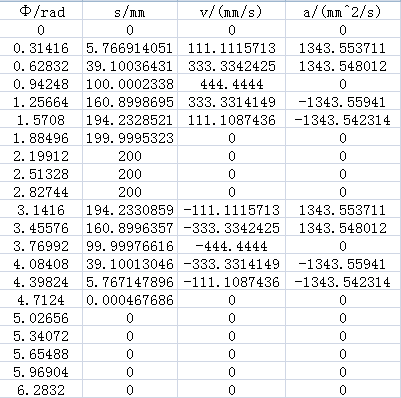 Φ/rad s/mm v/(mm/s) a/(mm^2/s)
0 0 0 0
0.31416 5.766914051 111.1115713 1343.553711
0.62832 39.10036431 333.3342425 1343.548012
0.94248 100.0002338 444.4444 0
1.25664 160.8998695 333.3314149 -1343.55941
1.5708 194.2328521 111.1087436 -1343.542314
1.88496 199.9995323 0 0
2.19912 200 0 0
2.51328 200 0 0
2.82744 200 0 0
3.1416 194.2330859 -111.1115713 1343.553711
3.45576 160.8996357 -333.3342425 1343.548012
3.76992 99.99976616 -444.4444 0
4.08408 39.10013046 -333.3314149 -1343.55941
4.39824 5.767147896 -111.1087436 -1343.542314
4.7124 0.000467686 0 0
5.02656 0 0 0
5.34072 0 0 0
5.65488 0 0 0
5.96904 0 0 0
6.2832 0 0 0